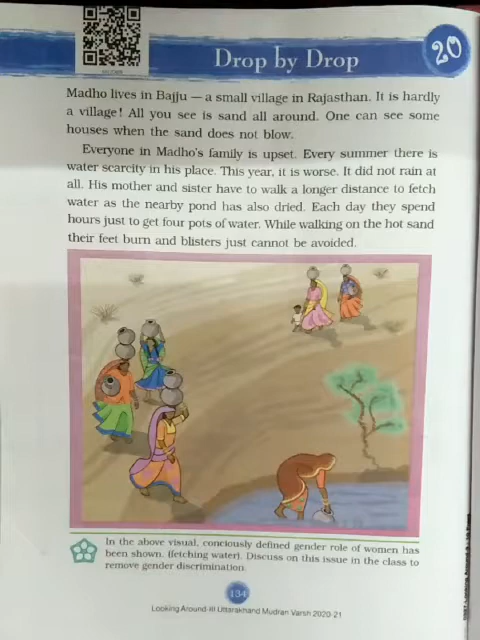 Drop by Drop
20
Madho lives in Bajju — a small village in Rajasthan. It is hardly
a village! All you see is sand all around. One can see some
houses when the sand does not blow.
Everyone in Madho's family is upset. Every summer there is
water scarcity in his place. This year, it is worse. It did not rain at
all. His mother and sister have to walk a longer distance to fetch
water as the nearby pond has also dried. Each day they spend
hours just to get four pots of water. While walking on the hot sand
their feet burn and blisters just cannot be avoided.
In the above visual, conciously defined gender role of women has
been shown. (fetching water). Discuss on this issue in the class to
remove gender discrimination.
134
Looking Around-III Uttarakhand Mudran Varsh 2020-21